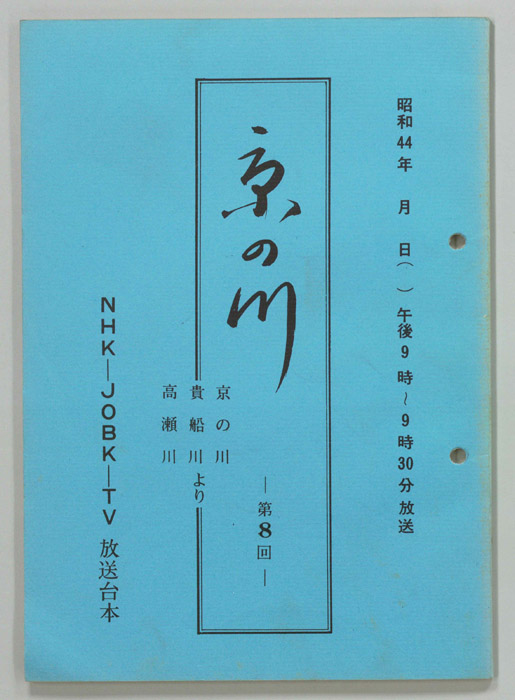 昭和44年　月　日(　)午後9時〜9時30分放送
京の川
―第8回―
京の川
貴船川より
高瀬川
NHK―JOBK―TV 放送台本